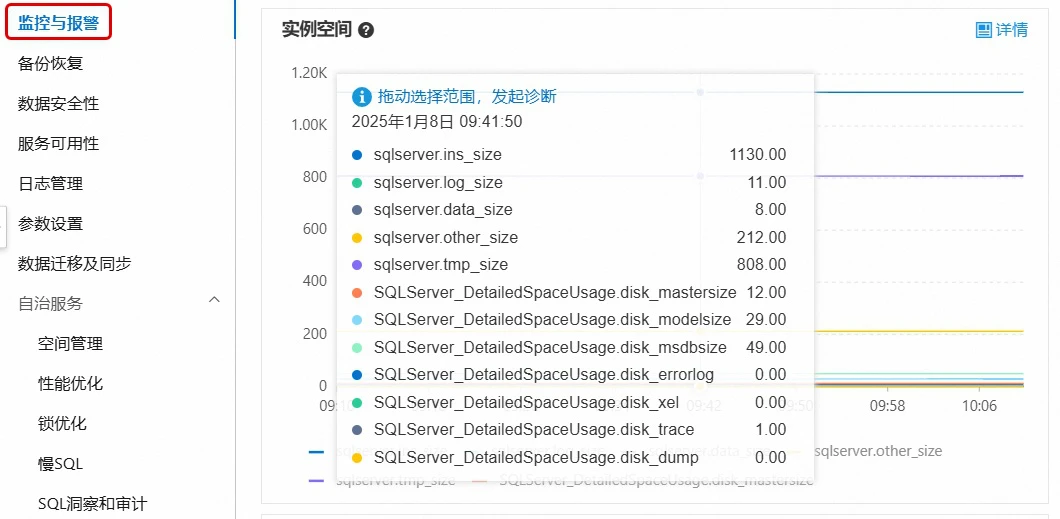 监控与报警
备份恢复
数据安全性
服务可用性
日志管理
参数设置
数据迁移及同步
自治服务
空间管理
性能优化
锁优化
慢SQL
SQL洞察和审计
实例空间
详情
1.20K
1.00K
800
600
400
200
0
拖动选择范围，发起诊断
2025年1月8日 09:41:50
sqlserver.ins_size 1130.00
sqlserver.log_size 11.00
sqlserver.data_size 8.00
sqlserver.other_size 212.00
sqlserver.tmp_size 808.00
SQLServer_DetailedSpaceUsage.disk_mastersize 12.00
SQLServer_DetailedSpaceUsage.disk_modelsize 29.00
SQLServer_DetailedSpaceUsage.disk_msdbsize 49.00
SQLServer_DetailedSpaceUsage.disk_errorlog 0.00
SQLServer_DetailedSpaceUsage.disk_xel 0.00
SQLServer_DetailedSpaceUsage.disk_trace 1.00
SQLServer_DetailedSpaceUsage.disk_dump 0.00
09:42 09:50 09:58 10:06
sqlserver.other_size
sqlserver.tmp_size SQLServer_DetailedSpaceUsage.disk_mastersize